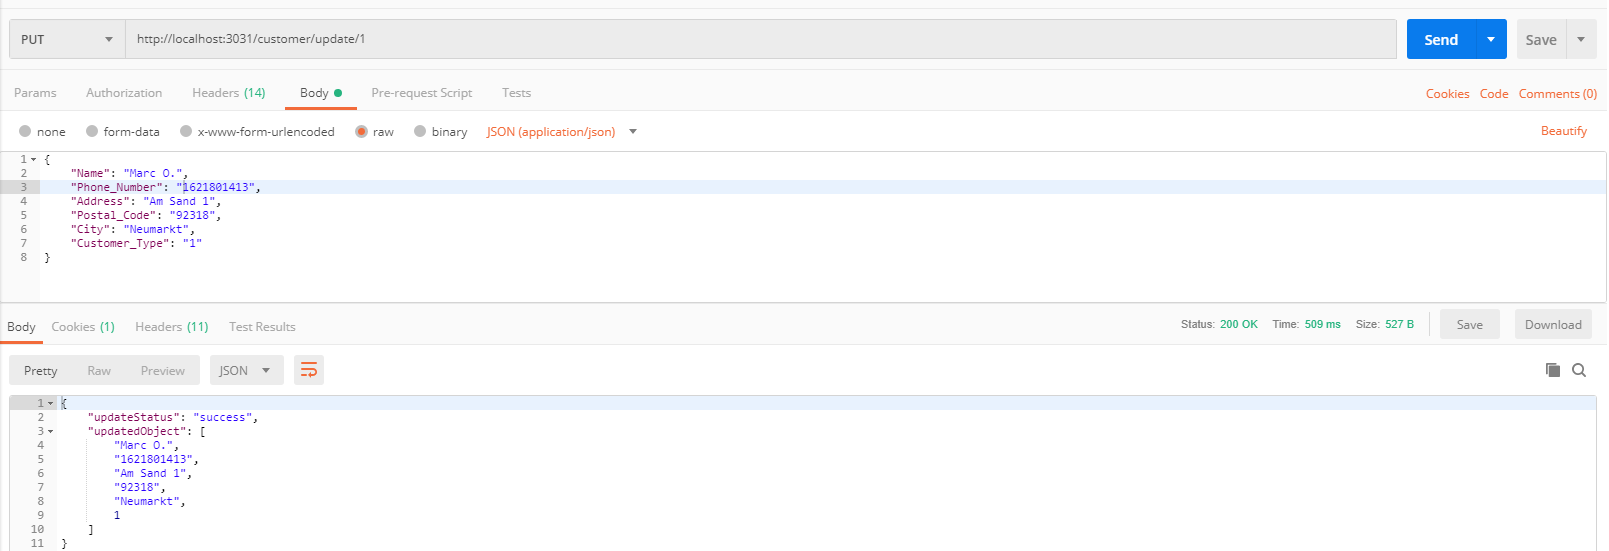 PUT http://localhost:3031/customer/update/1 Send Save
Params Authorization Headers (14) Body Pre-request Script Tests Cookies Code Comments (0)
none form-data x-www-form-urlencoded raw binary JSON (application/json) Beautify
1 {
2 "Name": "Marc O.",
3 "Phone_Number": "1621801413",
4 "Address": "Am Sand 1",
5 "Postal_Code": "92318",
6 "City": "Neumarkt",
7 "Customer_Type": "1"
8 }
Body Cookies (1) Headers (11) Test Results Status: 200 OK Time: 509 ms Size: 527 B Save Download
Pretty Raw Preview JSON
1 {
2 "updateStatus": "success",
3 "updatedObject": [
4 "Marc O.",
5 "1621801413",
6 "Am Sand 1",
7 "92318",
8 "Neumarkt",
9 1
10 ]
11 }